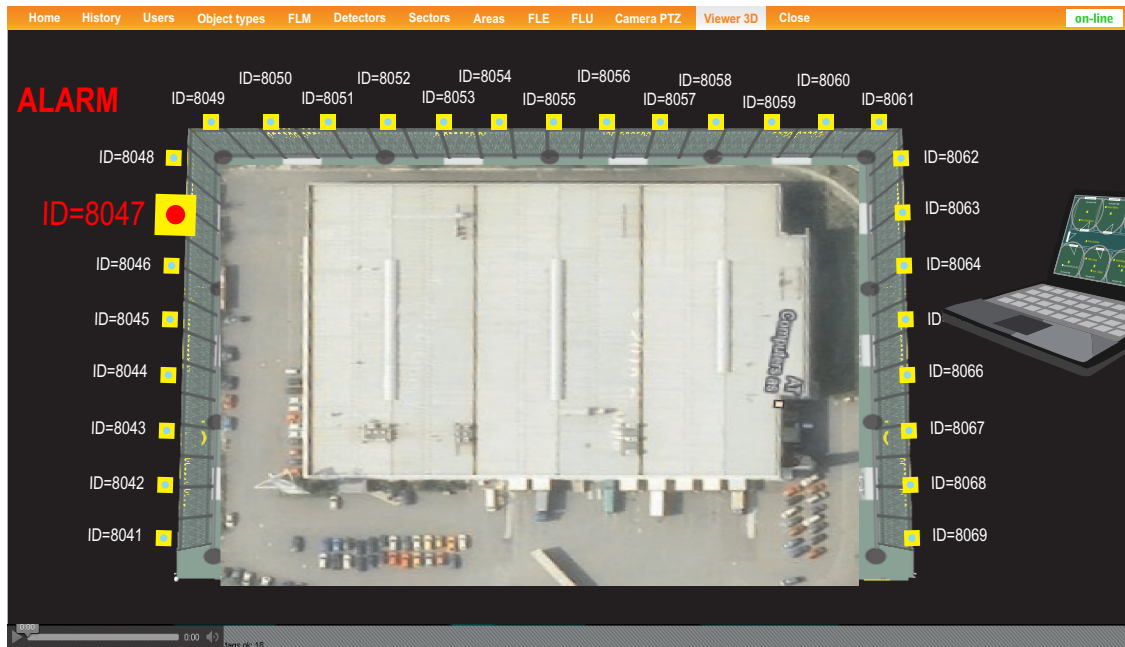 Home History Users Object types FLM Detectors Sectors Areas FLE FLU Camera PTZ Viewer 3D Close on-line
ALARM
ID=8050 ID=8052 ID=8054 ID=8056 ID=8058 ID=8060
ID=8049 ID=8051 ID=8053 ID=8055 ID=8057 ID=8059 ID=8061
ID=8048 ID=8062
ID=8047 ID=8063
ID=8046 ID=8064
ID=8045 ID
ID=8044 ID=8066
ID=8043 ID=8067
ID=8042 ID=8068
ID=8041 ID=8069
AT
Computers
0:00
0:00